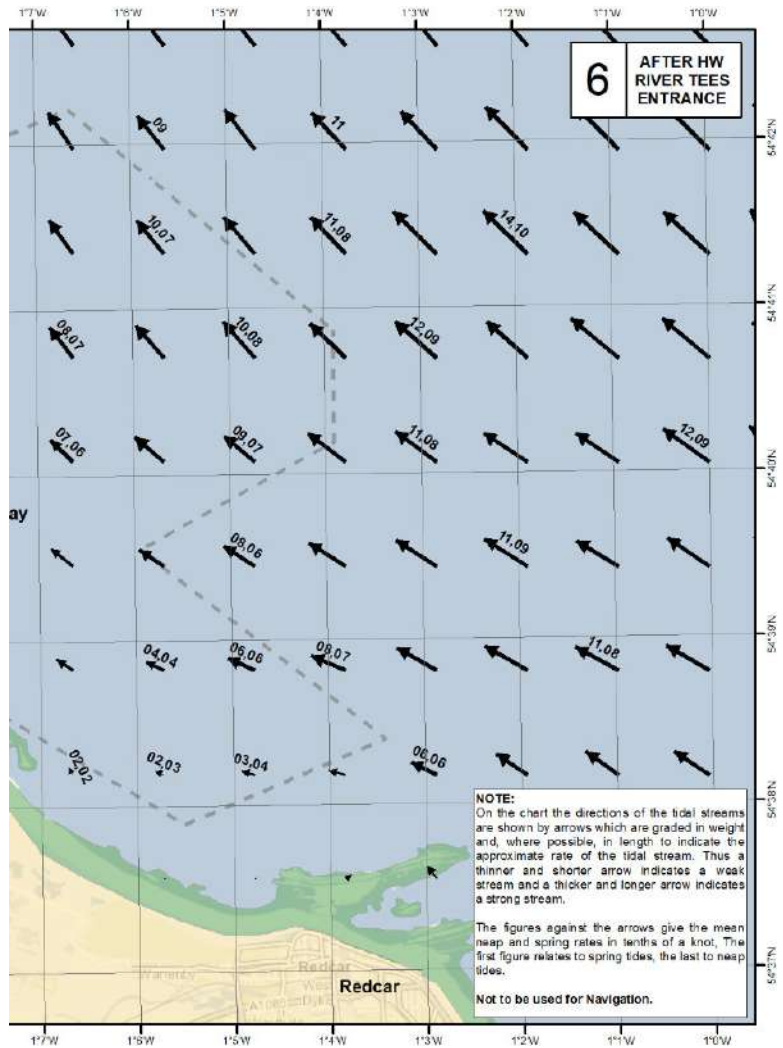 1°7'W 1°6'W 1°5'W 1°4'W 1°3'W 1°2'W 1°1'W 1°0'W
6
AFTER HW
RIVER TEES
ENTRANCE
09
11
54°42'N
10,07
11,08
14,10
54°41'N
08,07
10,08
12,09
07,06
09,07
11,08
12,09
54°40'N
ay
08,06
11,09
54°39'N
04,04
06,06
08,07
11,08
02,02
02,03
03,04
06,06
54°38'N
NOTE:
On the chart the directions of the tidal streams
are shown by arrows which are graded in weight
and, where possible, in length to indicate the
approximate rate of the tidal stream. Thus a
thinner and shorter arrow indicates a weak
stream and a thicker and longer arrow indicates
a strong stream.
The figures against the arrows give the mean
neap and spring rates in tenths of a knot, The
first figure relates to spring tides, the last to neap
tides.
Not to be used for Navigation.
54°37'N
Warrenby
Redcar
West
Redcar
1°7'W 1°6'W 1°5'W 1°4'W 1°3'W 1°2'W 1°1'W 1°0'W